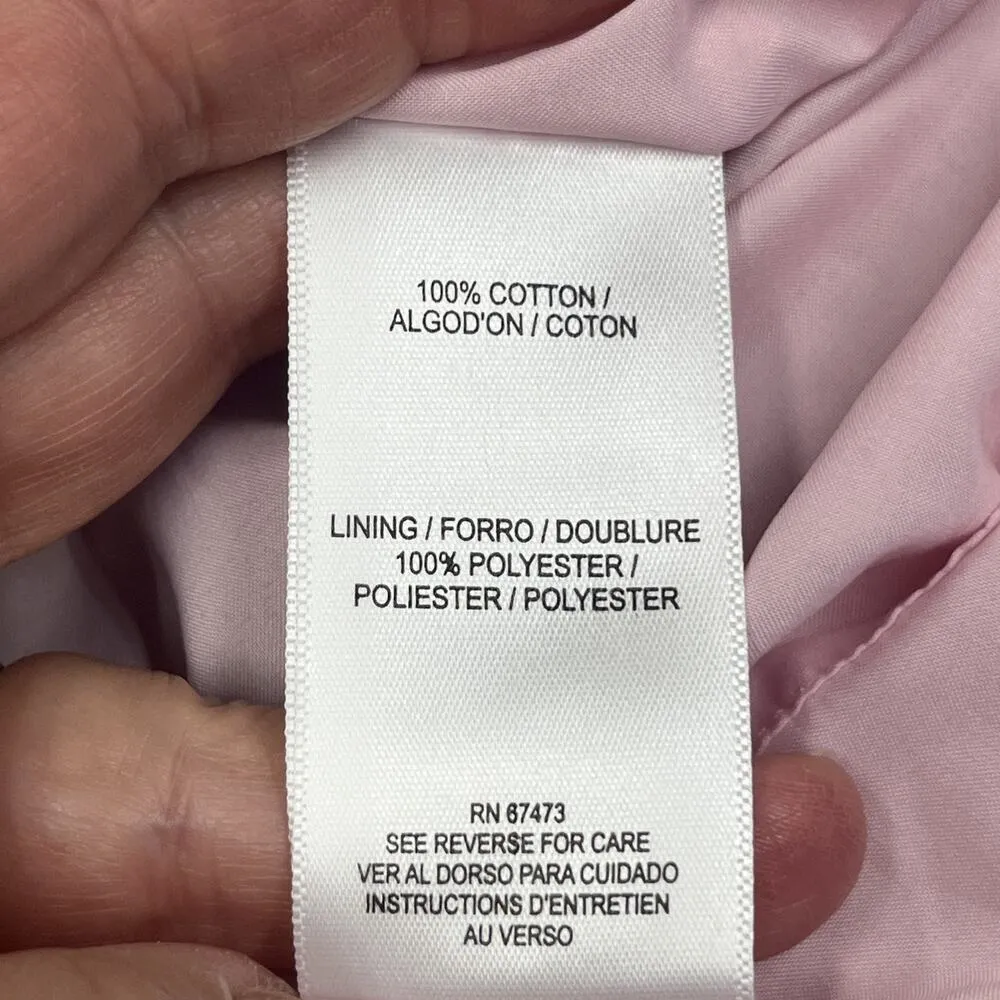 100% COTTON /
ALGOD'ON / COTON
LINING / FORRO / DOUBLURE
100% POLYESTER /
POLIESTER / POLYESTER
RN 67473
SEE REVERSE FOR CARE
VER AL DORSO PARA CUIDADO
INSTRUCTIONS D'ENTRETIEN
AU VERSO